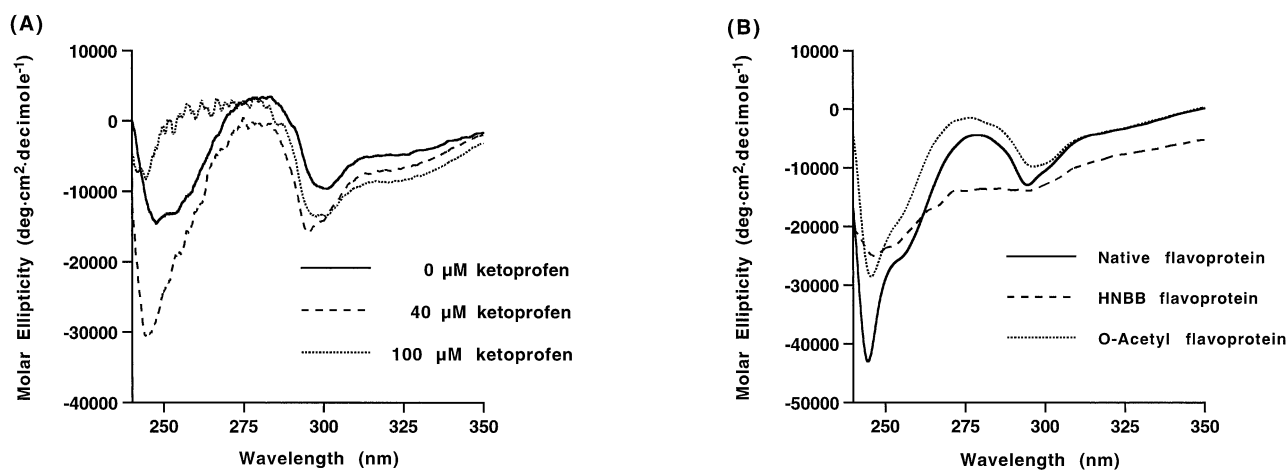 (A)
Molar Ellipticity (deg·cm²·decimole⁻¹)
10000
0
-10000
-20000
-30000
-40000
250
275
300
325
350
Wavelength (nm)
0 µM ketoprofen
40 µM ketoprofen
100 µM ketoprofen
(B)
Molar Ellipticity (deg·cm²·decimole⁻¹)
10000
0
-10000
-20000
-30000
-40000
-50000
250
275
300
325
350
Wavelength (nm)
Native flavoprotein
HNBB flavoprotein
O-Acetyl flavoprotein